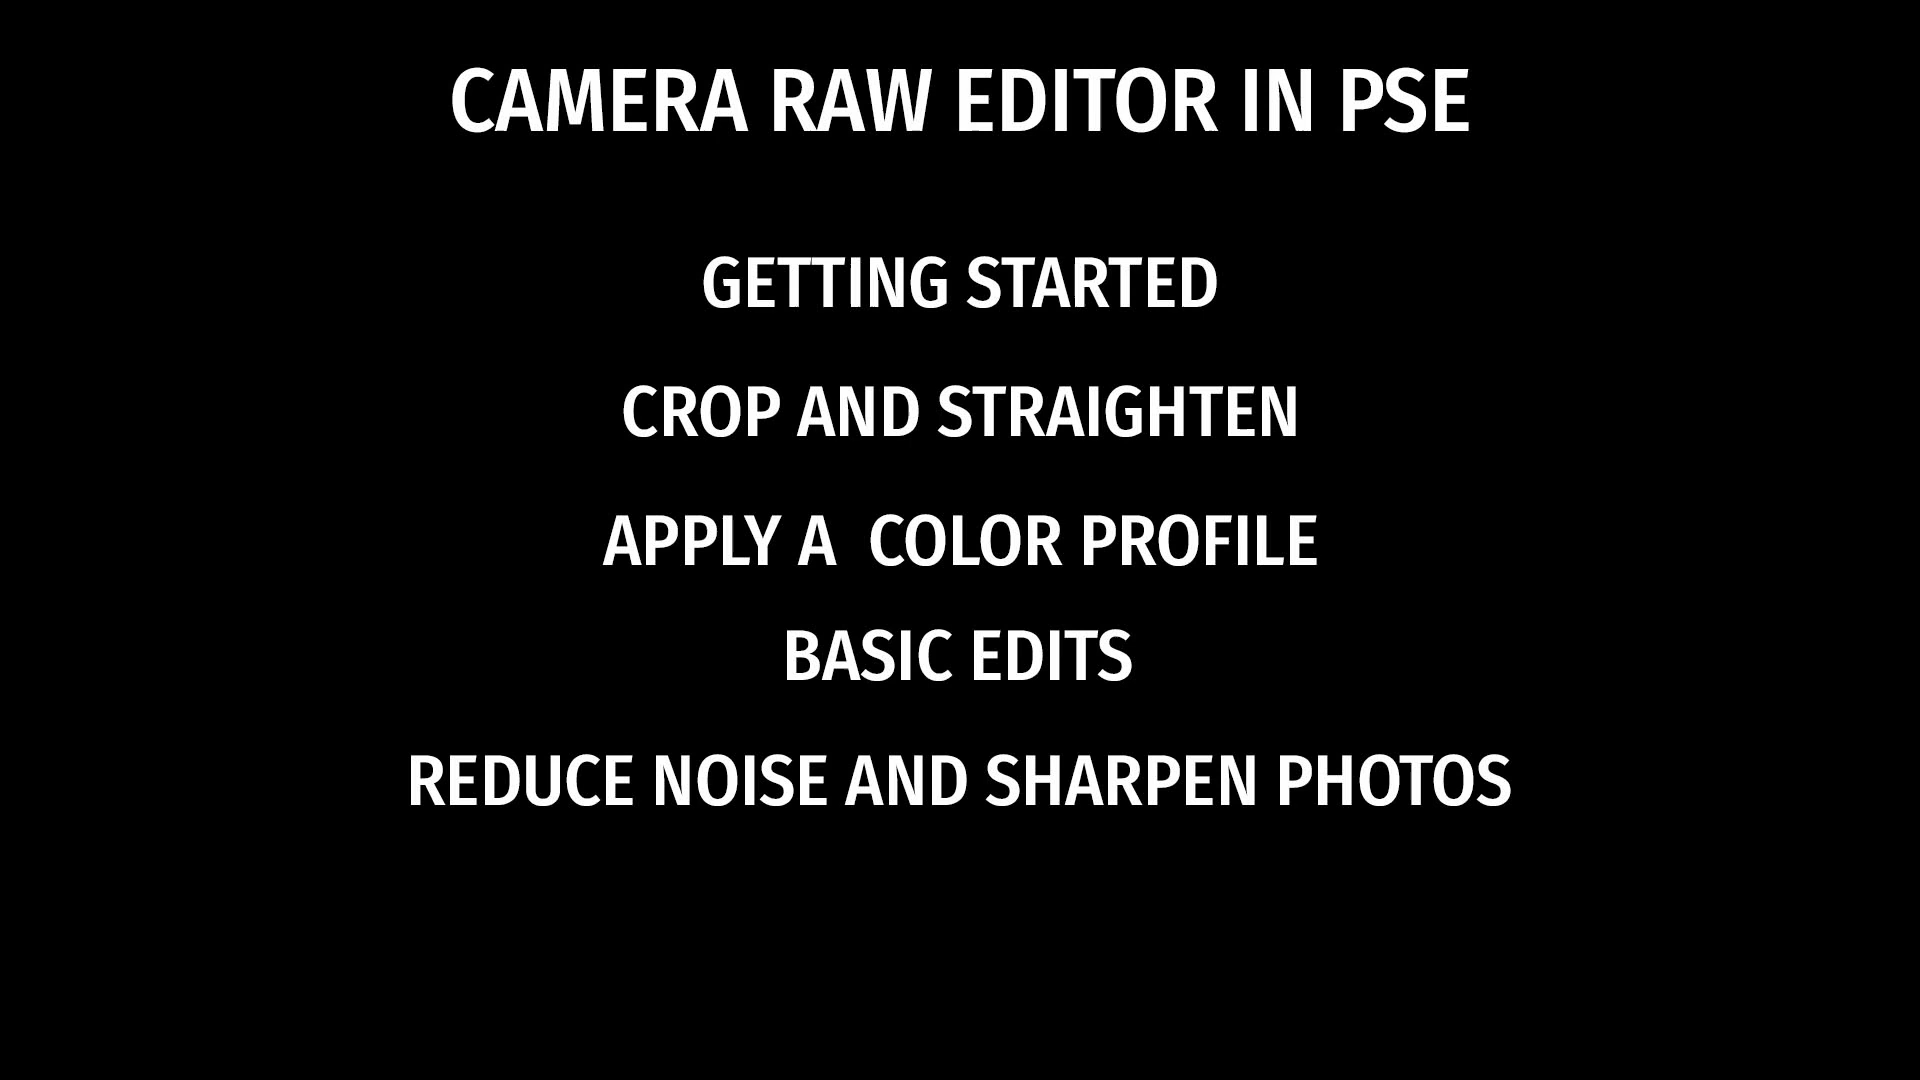 CAMERA RAW EDITOR IN PSE
GETTING STARTED
CROP AND STRAIGHTEN
APPLY A  COLOR PROFILE
BASIC EDITS
REDUCE NOISE AND SHARPEN PHOTOS